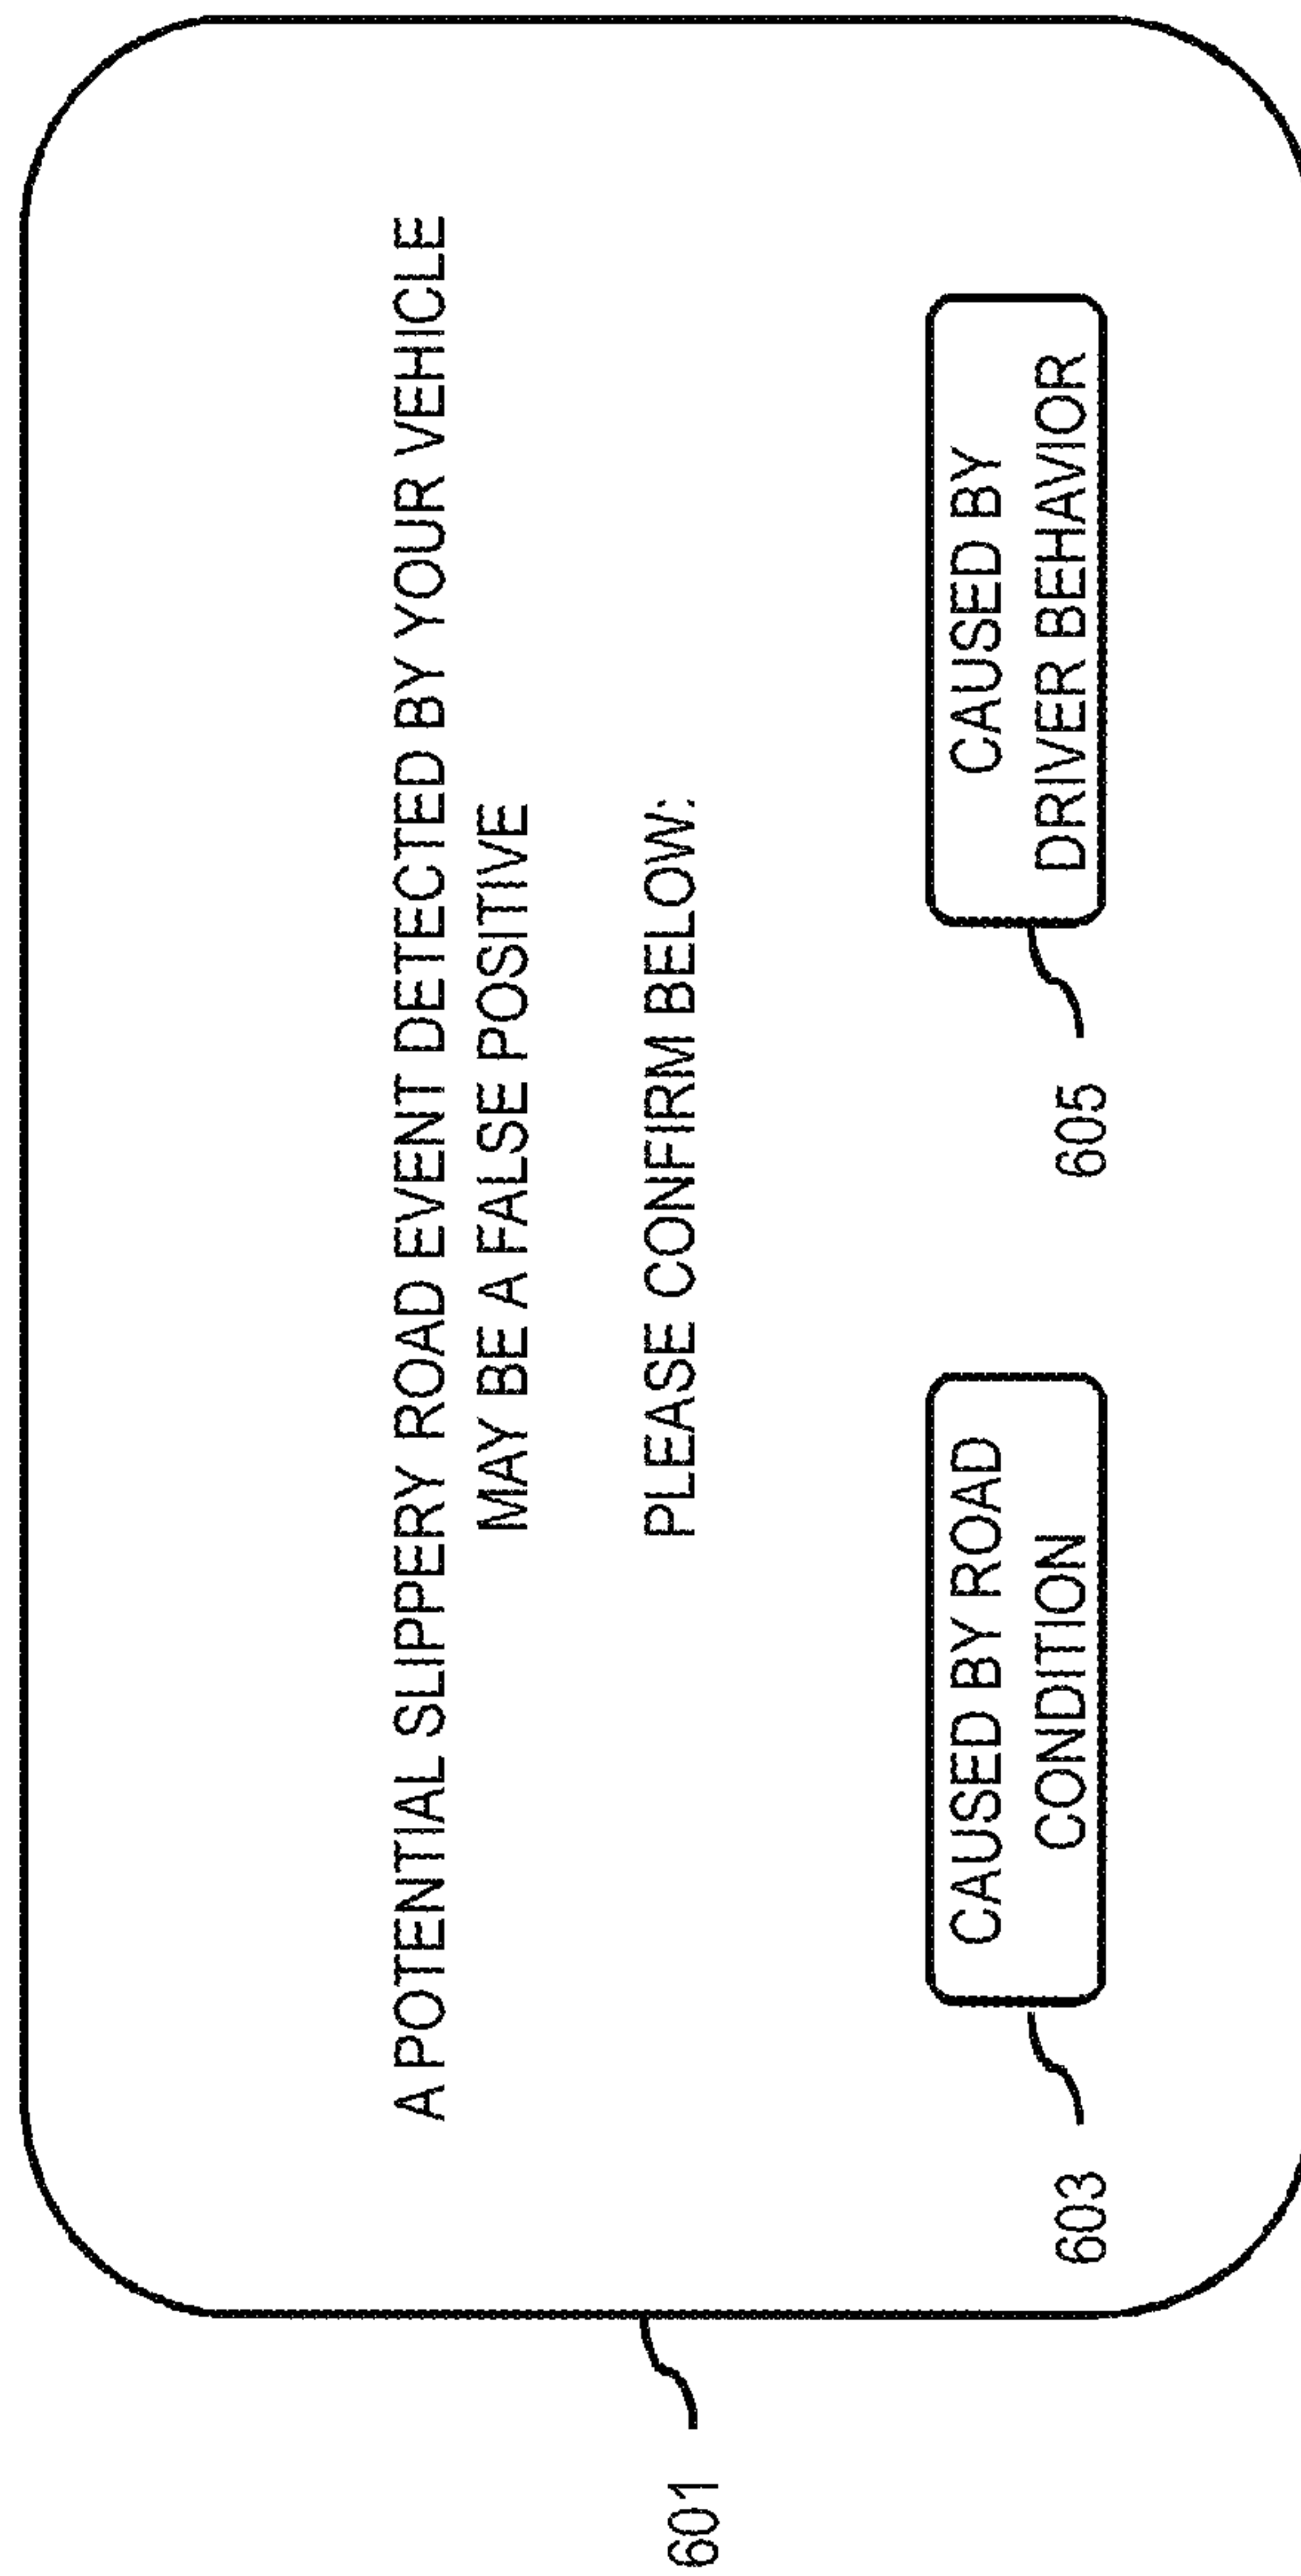 A POTENTIAL SLIPPERY ROAD EVENT DETECTED BY YOUR VEHICLE
MAY BE A FALSE POSITIVE
PLEASE CONFIRM BELOW:
CAUSED BY ROAD
CONDITION
CAUSED BY
DRIVER BEHAVIOR
601
603
605